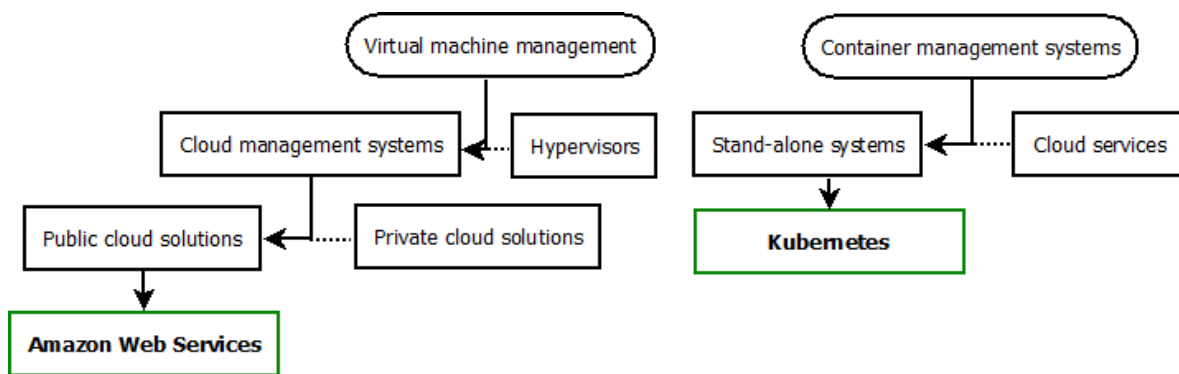 Virtual machine management
Container management systems
Cloud management systems
Hypervisors
Stand-alone systems
Cloud services
Public cloud solutions
Private cloud solutions
Kubernetes
Amazon Web Services